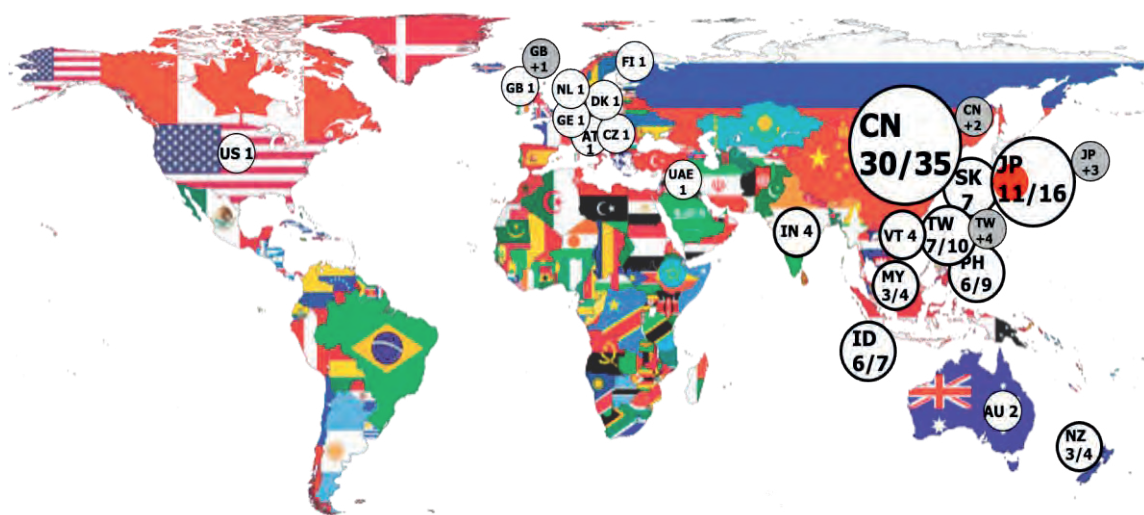 GB
+1
FI 1
GB 1
NL 1
DK 1
GE 1
AT
1
CZ 1
US 1
UAE
1
CN
30/35
CN
+2
SK
7
JP
11/16
JP
+3
IN 4
VT 4
TW
7/10
TW
+4
MY
3/4
PH
6/9
ID
6/7
AU 2
NZ
3/4